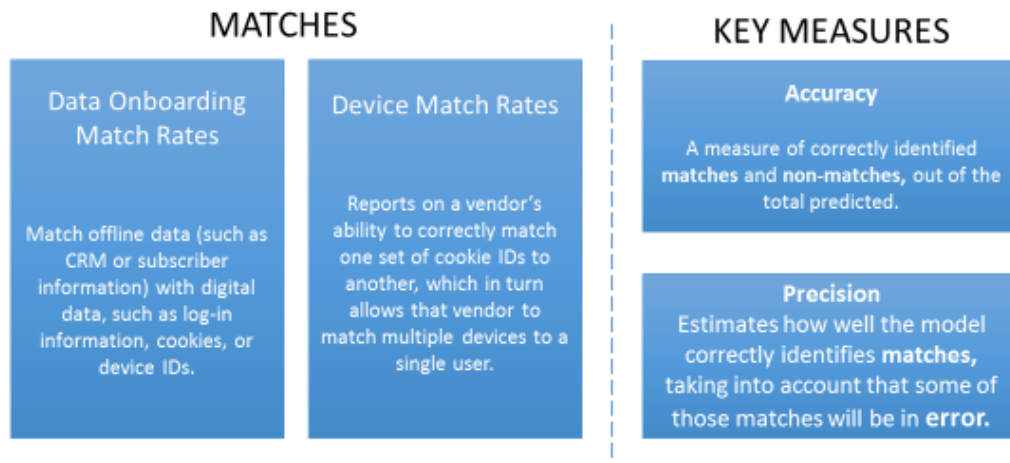 MATCHES
Data Onboarding
Match Rates
Match offline data (such as
CRM or subscriber
information) with digital
data, such as log-in
information, cookies, or
device IDs.
Device Match Rates
Reports on a vendor's
ability to correctly match
one set of cookie IDs to
another, which in turn
allows that vendor to
match multiple devices to a
single user.
KEY MEASURES
Accuracy
A measure of correctly identified
matches and non-matches, out of the
total predicted.
Precision
Estimates how well the model
correctly identifies matches,
taking into account that some of
those matches will be in error.